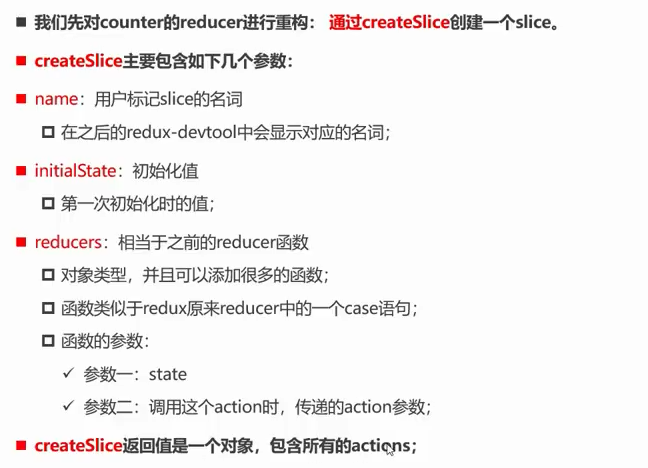 我们先对counter的reducer进行重构： 通过createSlice创建一个slice。
createSlice主要包含如下几个参数：
name：用户标记slice的名词
在之后的redux-devtool中会显示对应的名词；
initialState：初始化值
第一次初始化时的值；
reducers：相当于之前的reducer函数
对象类型，并且可以添加很多的函数；
函数类似于redux原来reducer中的一个case语句；
函数的参数：
参数一：state
参数二：调用这个action时，传递的action参数；
createSlice返回值是一个对象，包含所有的actions；